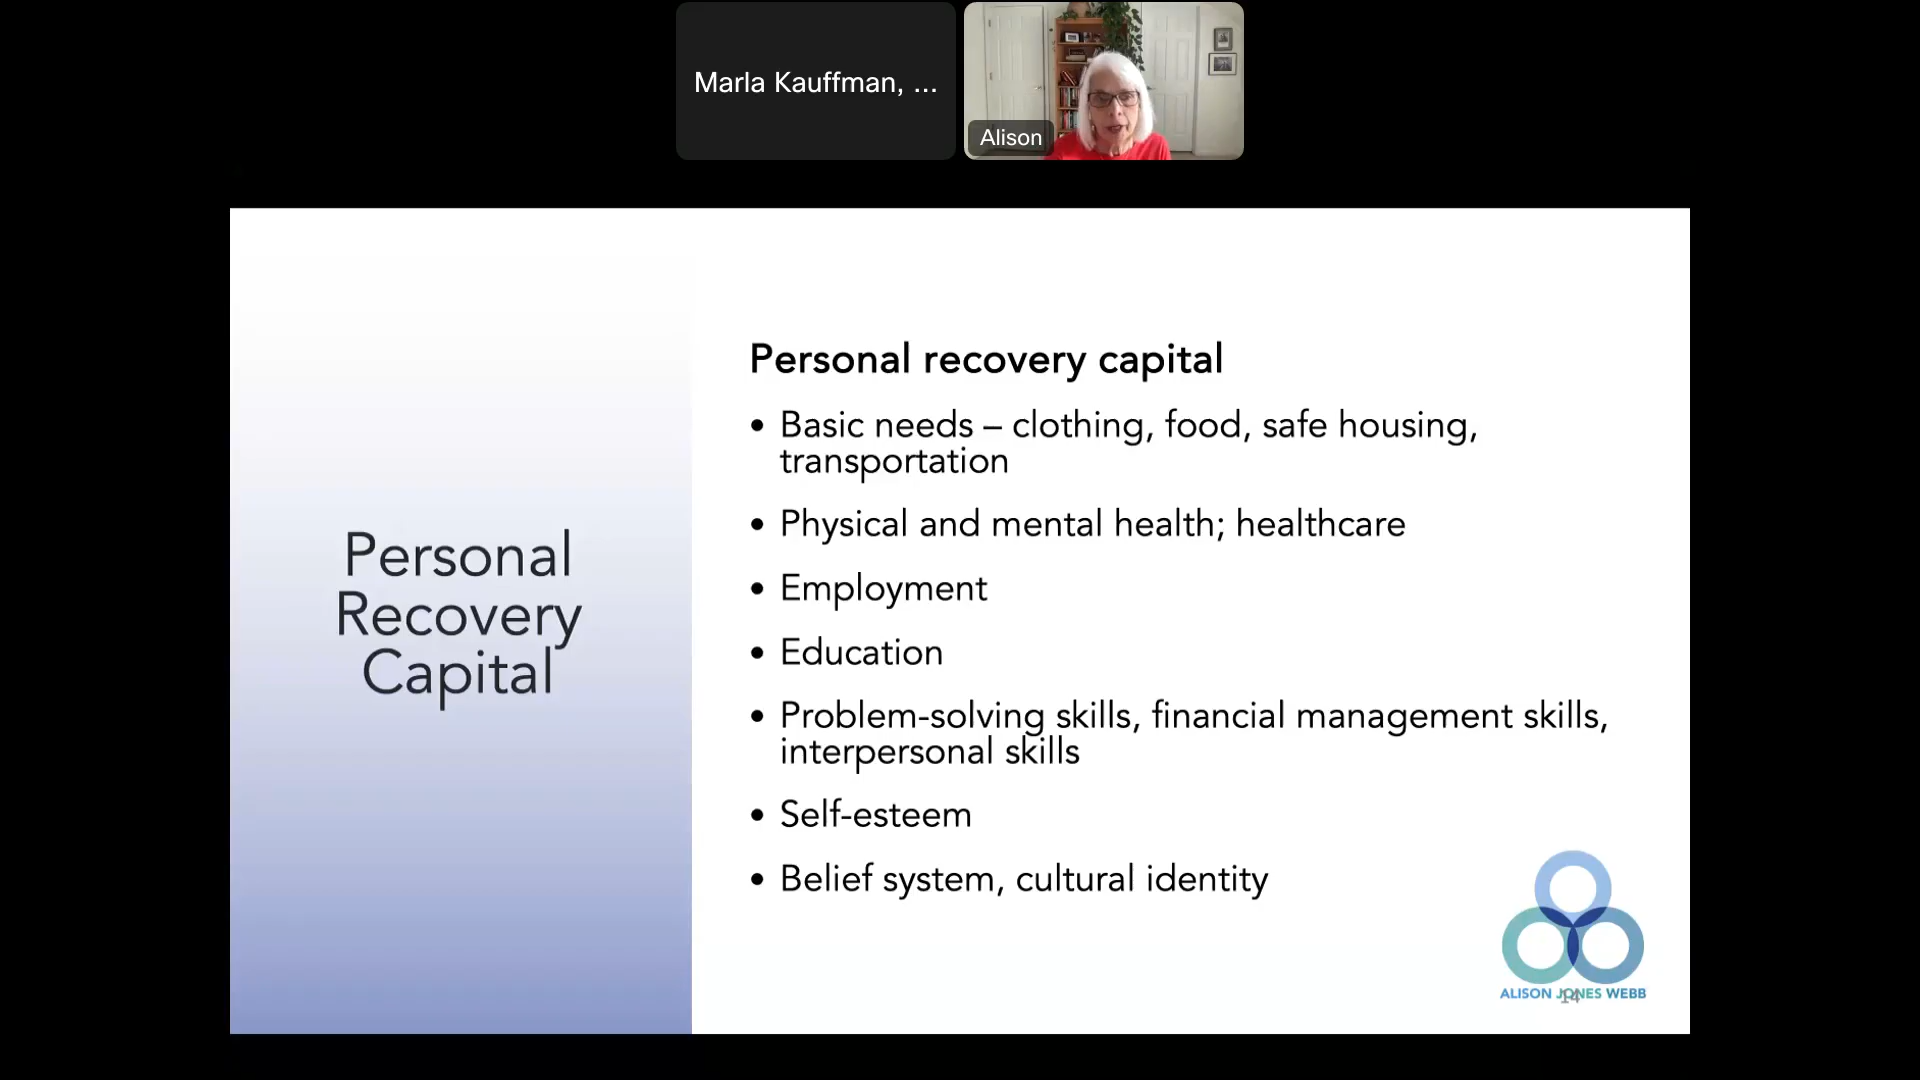 Marla Kauffman, ...
Alison
Personal
Recovery
Capital
Personal recovery capital
• Basic needs – clothing, food, safe housing,
transportation
• Physical and mental health; healthcare
• Employment
• Education
• Problem-solving skills, financial management skills,
interpersonal skills
• Self-esteem
• Belief system, cultural identity
ALISON JONES WEBB
14